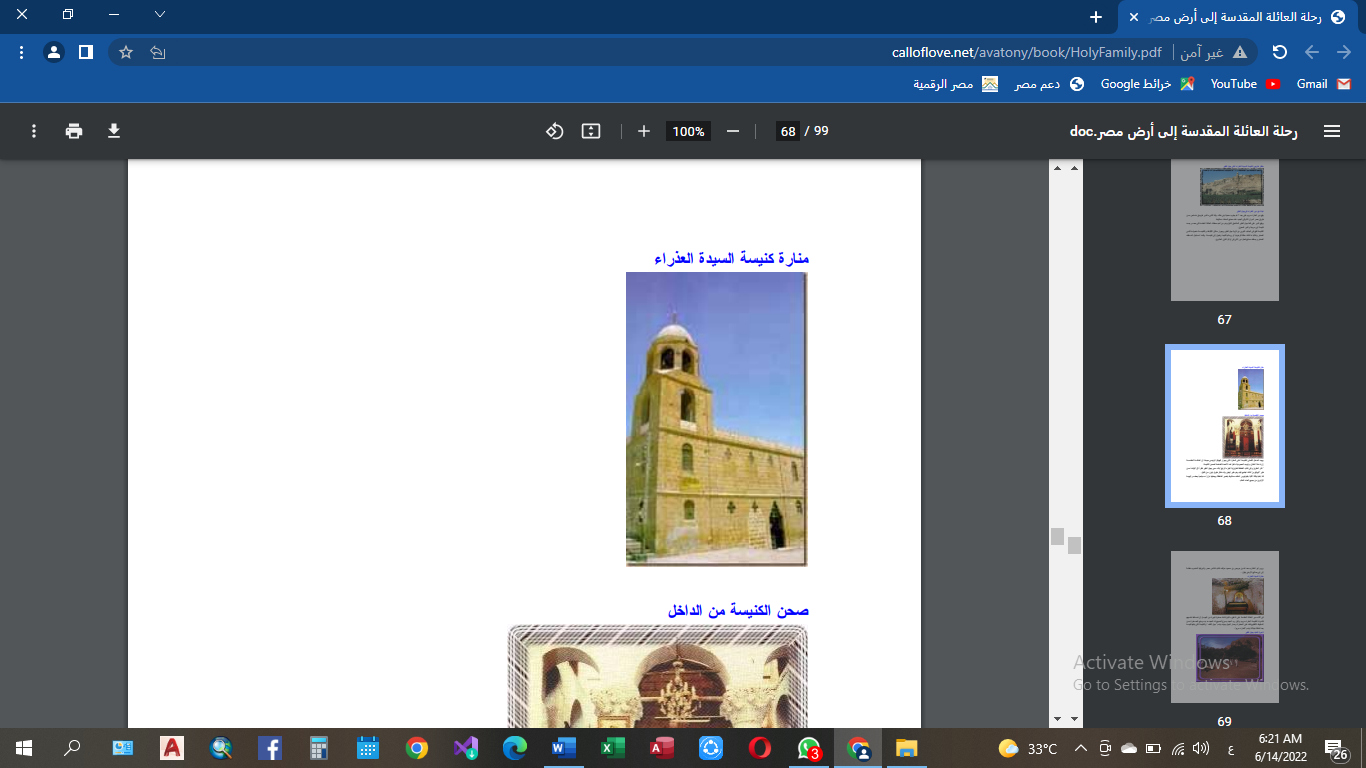 رحلة العائلة المقدسة إلى أرض مصر
غير آمن
calloflove.net/avatony/book/HolyFamily.pdf
Gmail
YouTube
خرائط Google
دعم مصر
مصر الرقمية
رحلة العائلة المقدسة إلى أرض مصر.doc
68 / 99
100%
منارة كنيسة السيدة العذراء
صحن الكنيسة من الداخل
67
68
69
Activate Windows
Go to Settings to activate Windows.
33°C
ع
6:21 AM
6/14/2022
3
26